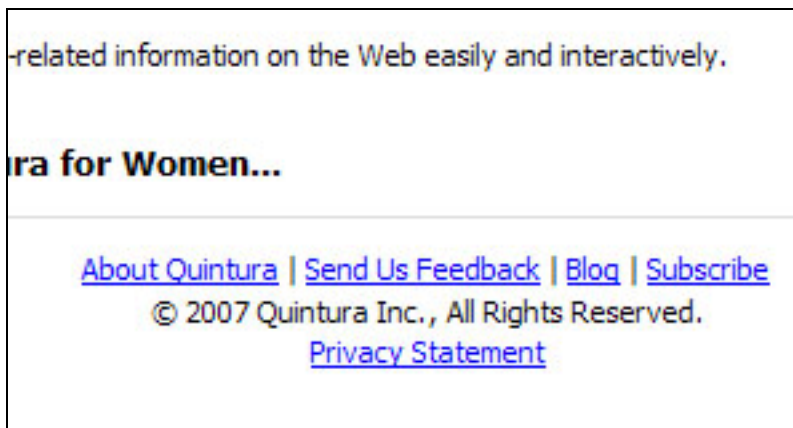 -related information on the Web easily and interactively.
ra for Women...
About Quintura | Send Us Feedback | Blog | Subscribe
© 2007 Quintura Inc., All Rights Reserved.
Privacy Statement